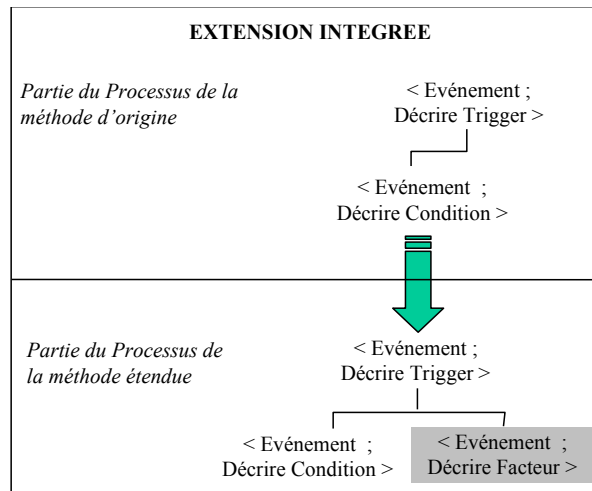 EXTENSION INTEGREE
Partie du Processus de la
méthode d'origine
< Evénement ;
Décrire Trigger >
< Evénement ;
Décrire Condition >
Partie du Processus de
la méthode étendue
< Evénement ;
Décrire Trigger >
< Evénement ;
Décrire Condition >
< Evénement ;
Décrire Facteur >